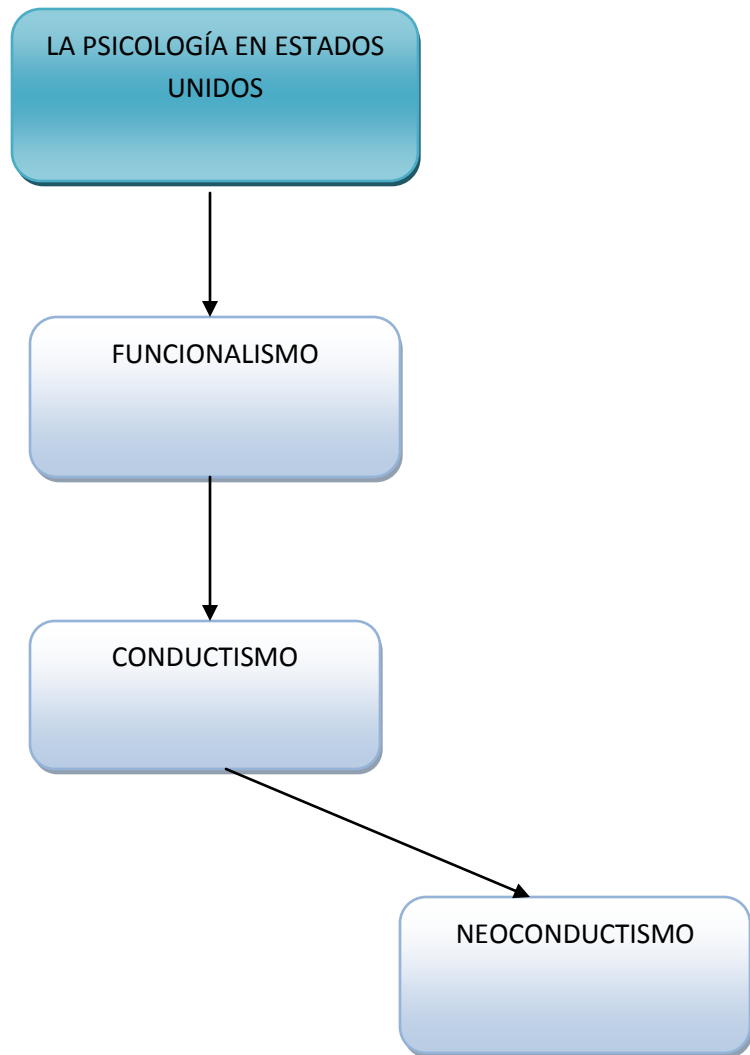 LA PSICOLOGÍA EN ESTADOS
UNIDOS
FUNCIONALISMO
CONDUCTISMO
NEOCONDUCTISMO